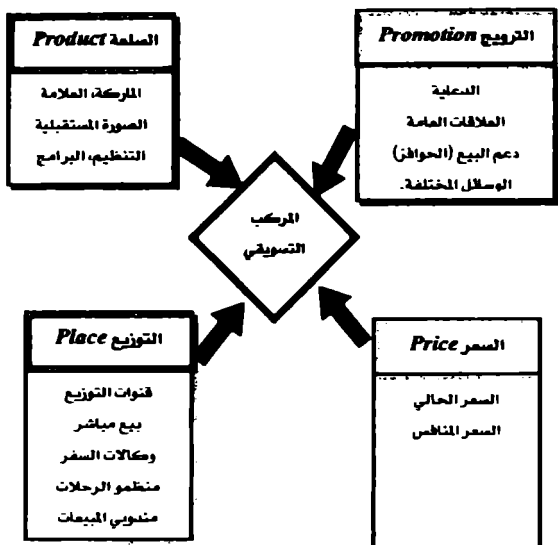 السلعة Product
الماركة، العلامة
الصورة المستقبلية
التنظيم، البرامج
الترويج Promotion
الدعاية
العلاقات العامة
دعم البيع (الحوافز)
الوسائل المختلفة.
المركب
التسويقي
التوزيع Place
قنوات التوزيع
بيع مباشر
وكالات السفر
منظمو الرحلات
مندوبي المبيعات
السعر Price
السعر الحالي
السعر المنافس